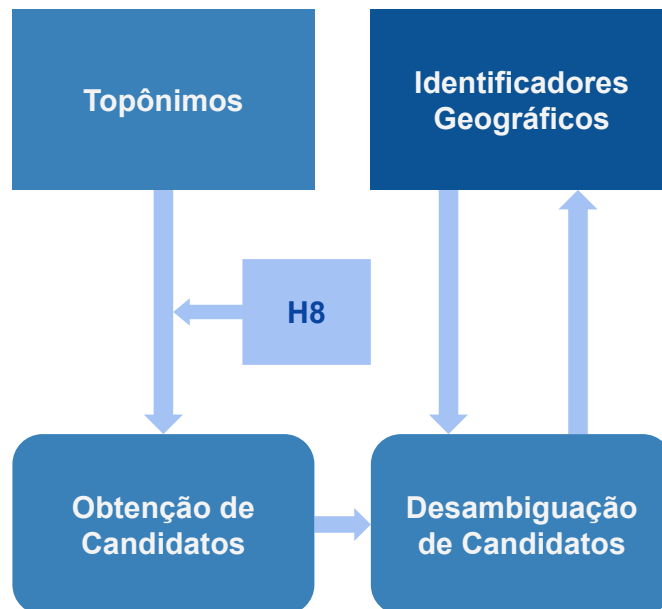 Topônimos
Identificadores
Geográficos
H8
Obtenção de
Candidatos
Desambiguação
de Candidatos